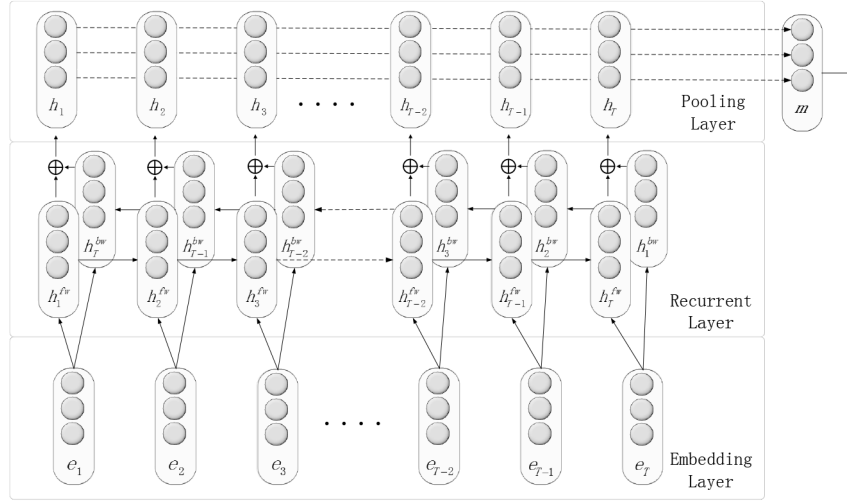 h_1 h_2 h_3 . . . . h_{T-2} h_{T-1} h_T m
Pooling
Layer
h_T^{bw} h_{T-1}^{bw} h_{T-2}^{bw} h_3^{bw} h_2^{bw} h_1^{bw}
h_1^{fw} h_2^{fw} h_3^{fw} h_{T-2}^{fw} h_{T-1}^{fw} h_T^{fw}
Recurrent
Layer
. . . .
e_1 e_2 e_3 e_{T-2} e_{T-1} e_T
Embedding
Layer